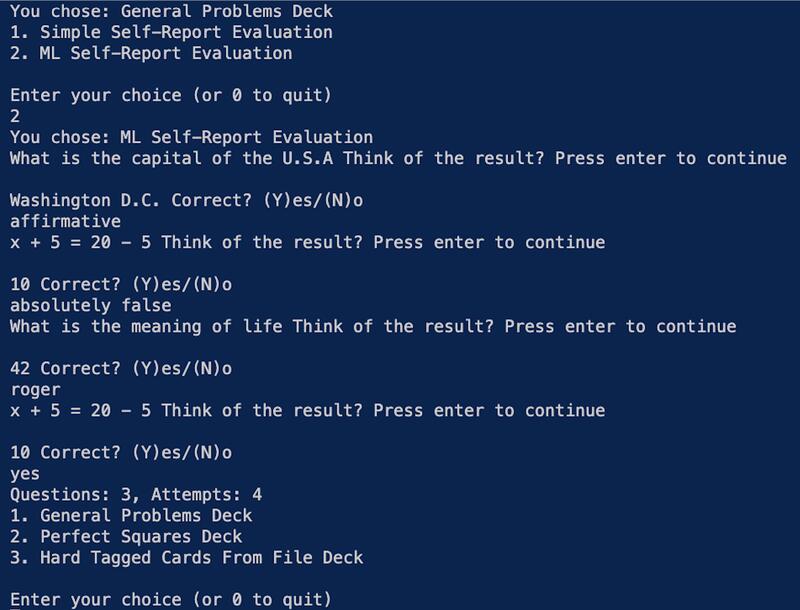 You chose: General Problems Deck
1. Simple Self-Report Evaluation
2. ML Self-Report Evaluation
Enter your choice (or 0 to quit)
2
You chose: ML Self-Report Evaluation
What is the capital of the U.S.A Think of the result? Press enter to continue
Washington D.C. Correct? (Y)es/(N)o
affirmative
x + 5 = 20 - 5 Think of the result? Press enter to continue
10 Correct? (Y)es/(N)o
absolutely false
What is the meaning of life Think of the result? Press enter to continue
42 Correct? (Y)es/(N)o
roger
x + 5 = 20 - 5 Think of the result? Press enter to continue
10 Correct? (Y)es/(N)o
yes
Questions: 3, Attempts: 4
1. General Problems Deck
2. Perfect Squares Deck
3. Hard Tagged Cards From File Deck
Enter your choice (or 0 to quit)